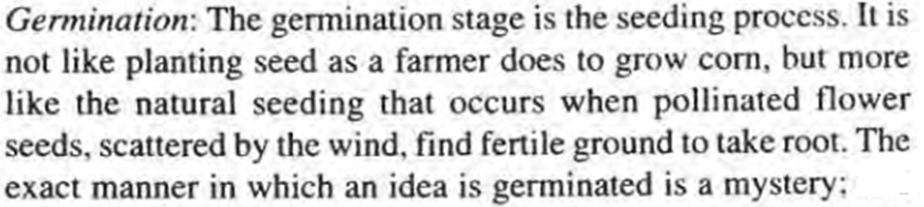 Germination: The germination stage is the seeding process. It is
not like planting seed as a farmer does to grow corn, but more
like the natural seeding that occurs when pollinated flower
seeds, scattered by the wind, find fertile ground to take root. The
exact manner in which an idea is germinated is a mystery;